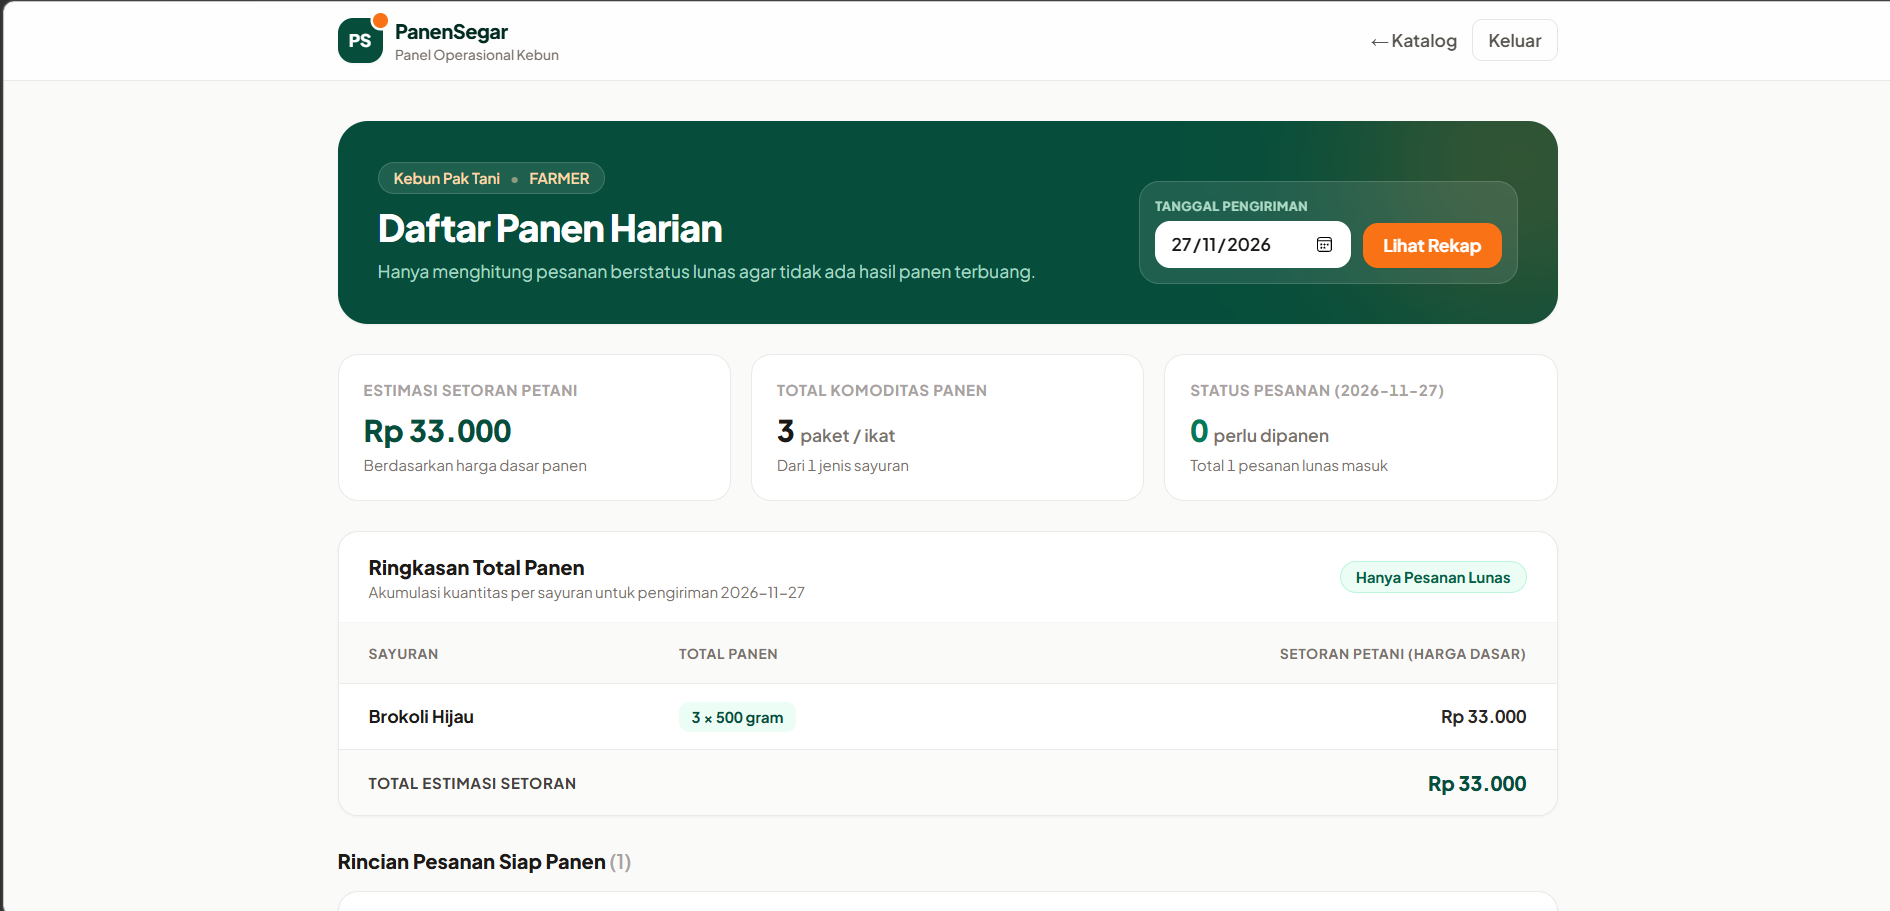 PS
PanenSegar
Panel Operasional Kebun
← Katalog
Keluar
Kebun Pak Tani • FARMER
Daftar Panen Harian
Hanya menghitung pesanan berstatus lunas agar tidak ada hasil panen terbuang.
TANGGAL PENGIRIMAN
27/11/2026
Lihat Rekap
ESTIMASI SETORAN PETANI
Rp 33.000
Berdasarkan harga dasar panen
TOTAL KOMODITAS PANEN
3 paket / ikat
Dari 1 jenis sayuran
STATUS PESANAN (2026-11-27)
0 perlu dipanen
Total 1 pesanan lunas masuk
Ringkasan Total Panen
Akumulasi kuantitas per sayuran untuk pengiriman 2026-11-27
Hanya Pesanan Lunas
SAYURAN TOTAL PANEN SETORAN PETANI (HARGA DASAR)
Brokoli Hijau 3 × 500 gram Rp 33.000
TOTAL ESTIMASI SETORAN Rp 33.000
Rincian Pesanan Siap Panen (1)